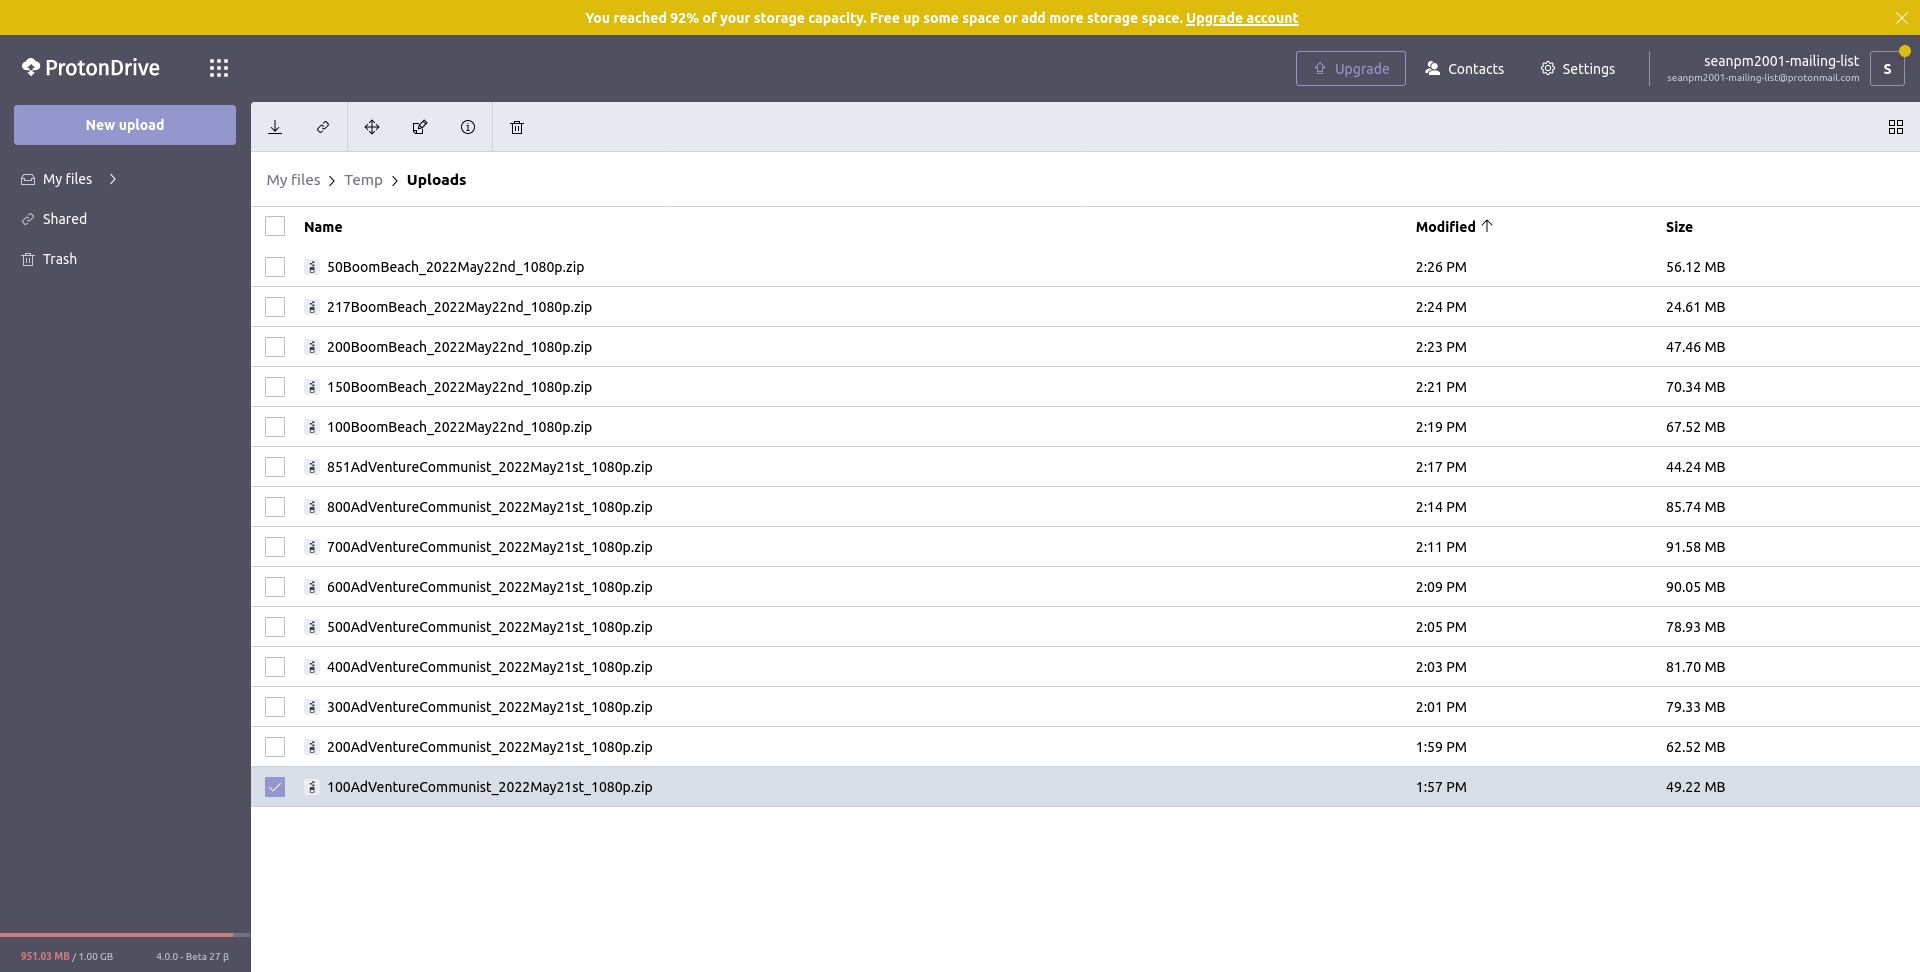 You reached 92% of your storage capacity. Free up some space or add more storage space. Upgrade account
ProtonDrive
Upgrade
Contacts
Settings
seanpm2001-mailing-list
seanpm2001-mailing-list@protonmail.com
S
New upload
My files
Shared
Trash
My files > Temp > Uploads
Name Modified Size
50BoomBeach_2022May22nd_1080p.zip 2:26 PM 56.12 MB
217BoomBeach_2022May22nd_1080p.zip 2:24 PM 24.61 MB
200BoomBeach_2022May22nd_1080p.zip 2:23 PM 47.46 MB
150BoomBeach_2022May22nd_1080p.zip 2:21 PM 70.34 MB
100BoomBeach_2022May22nd_1080p.zip 2:19 PM 67.52 MB
851AdVentureCommunist_2022May21st_1080p.zip 2:17 PM 44.24 MB
800AdVentureCommunist_2022May21st_1080p.zip 2:14 PM 85.74 MB
700AdVentureCommunist_2022May21st_1080p.zip 2:11 PM 91.58 MB
600AdVentureCommunist_2022May21st_1080p.zip 2:09 PM 90.05 MB
500AdVentureCommunist_2022May21st_1080p.zip 2:05 PM 78.93 MB
400AdVentureCommunist_2022May21st_1080p.zip 2:03 PM 81.70 MB
300AdVentureCommunist_2022May21st_1080p.zip 2:01 PM 79.33 MB
200AdVentureCommunist_2022May21st_1080p.zip 1:59 PM 62.52 MB
100AdVentureCommunist_2022May21st_1080p.zip 1:57 PM 49.22 MB
951.03 MB / 1.00 GB 4.0.0 - Beta 27 β